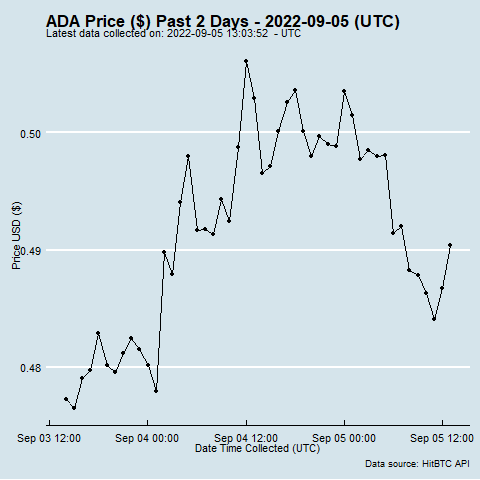 ADA Price ($) Past 2 Days - 2022-09-05 (UTC)
Latest data collected on: 2022-09-05 13:03:52 - UTC
Price USD ($)
0.50
0.49
0.48
Sep 03 12:00 Sep 04 00:00 Sep 04 12:00 Sep 05 00:00 Sep 05 12:00
Date Time Collected (UTC)
Data source: HitBTC API